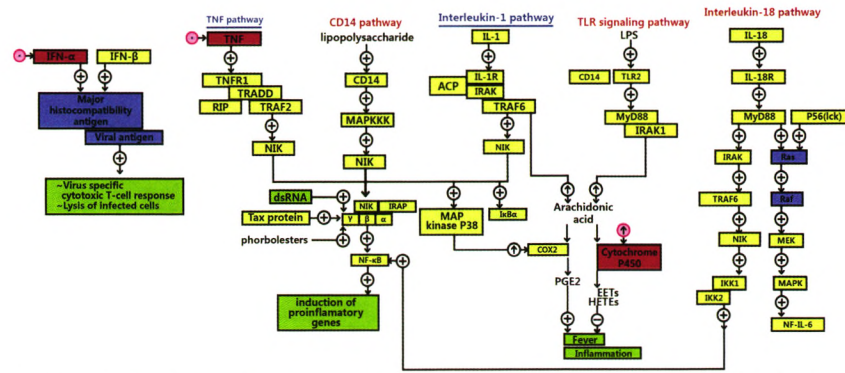 TNF pathway
CD14 pathway
Interleukin-1 pathway
TLR signaling pathway
Interleukin-18 pathway
IFN-α
IFN-β
Major
histocompatibility
antigen
Viral antigen
~Virus specific
cytotoxic T-cell response
~Lysis of infected cells
TNF
TNFR1
TRADD
RIP
TRAF2
NIK
lipopolysaccharide
CD14
MAPKKK
NIK
IL-1
ACP
IL-1R
IRAK
TRAF6
NIK
LPS
CD14
TLR2
MyD88
IRAK1
IL-18
IL-18R
MyD88
P56(lck)
IRAK
Ras
TRAF6
Raf
NIK
MEK
IKK1
IKK2
MAPK
NF-IL-6
dsRNA
NIK
IRAP
Tax protein
γ
β
α
phorbolesters
NF-κB
induction of
proinflamatory
genes
MAP
kinase P38
IκBα
Arachidonic
acid
COX2
Cytochrome
P450
PGE2
EETs
HETEs
Fever
Inflammation